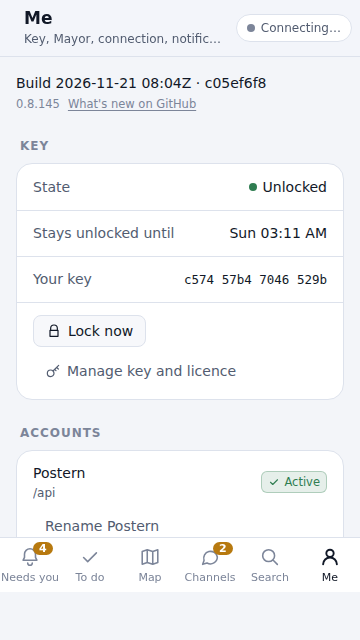 Me
Key, Mayor, connection, notific…
Connecting…
Build 2026-11-21 08:04Z · c05ef6f8
0.8.145 What's new on GitHub
KEY
State
Unlocked
Stays unlocked until
Sun 03:11 AM
Your key
c574 57b4 7046 529b
Lock now
Manage key and licence
ACCOUNTS
Postern
/api
Active
Rename Postern
4
2
Needs you
To do
Map
Channels
Search
Me